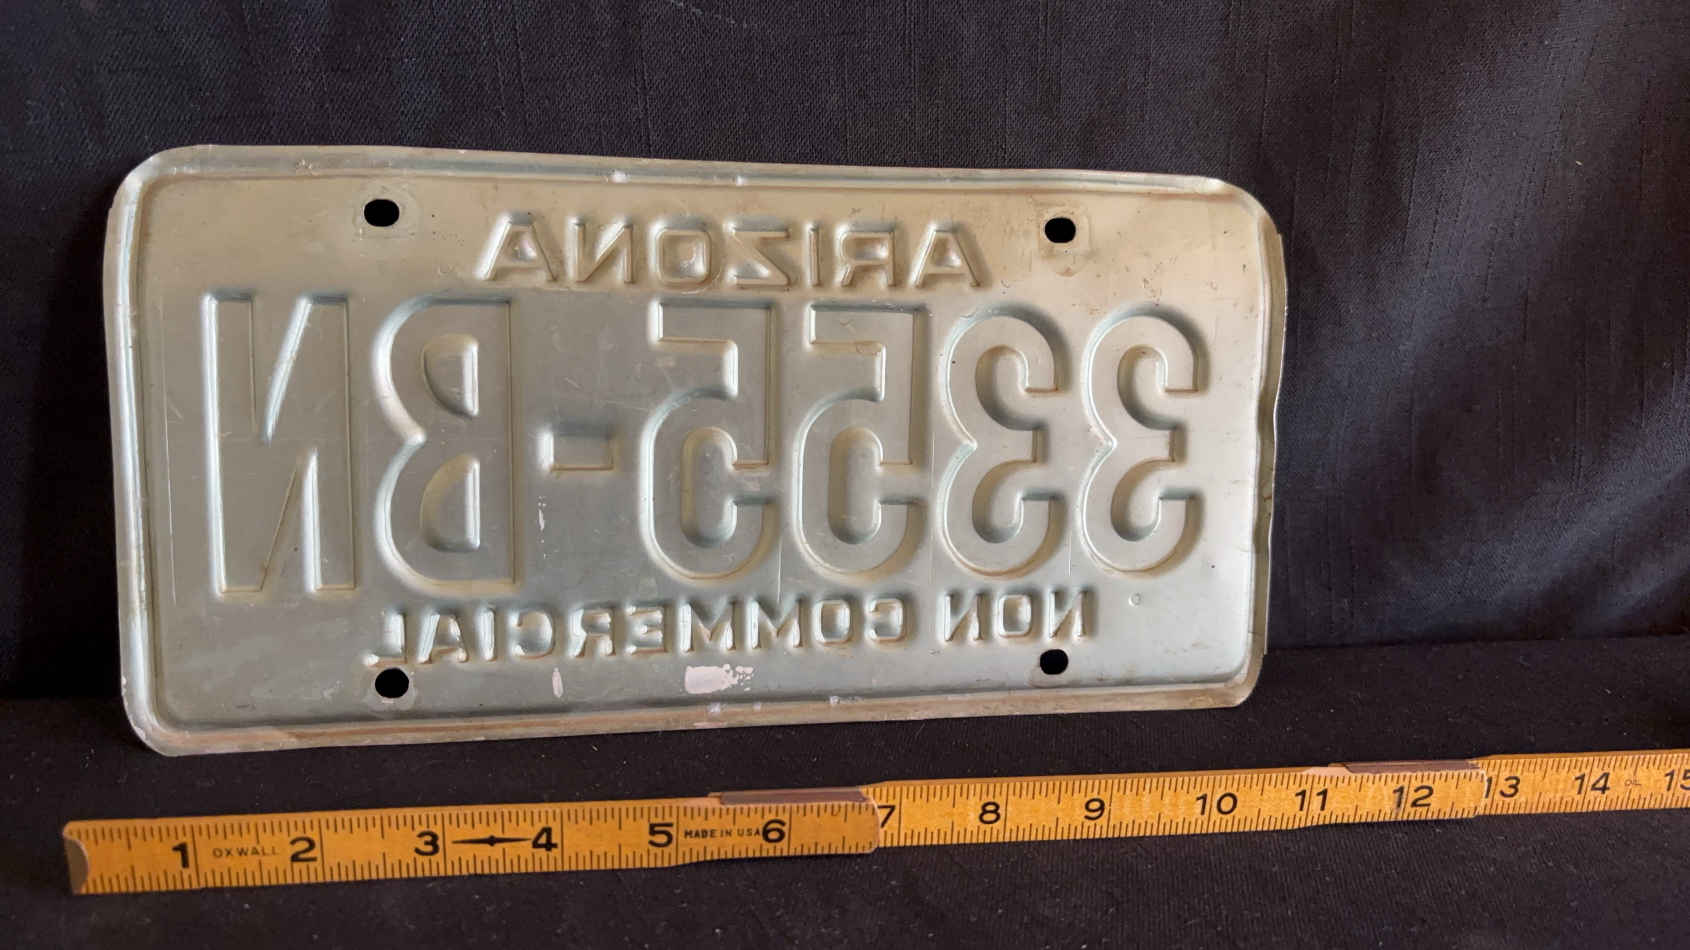 ARIZONA
3355-BN
NON COMMERCIAL
1 OXWALL 2 3 4 5 MADE IN USA 6 7 8 9 10 11 12 13 14 15